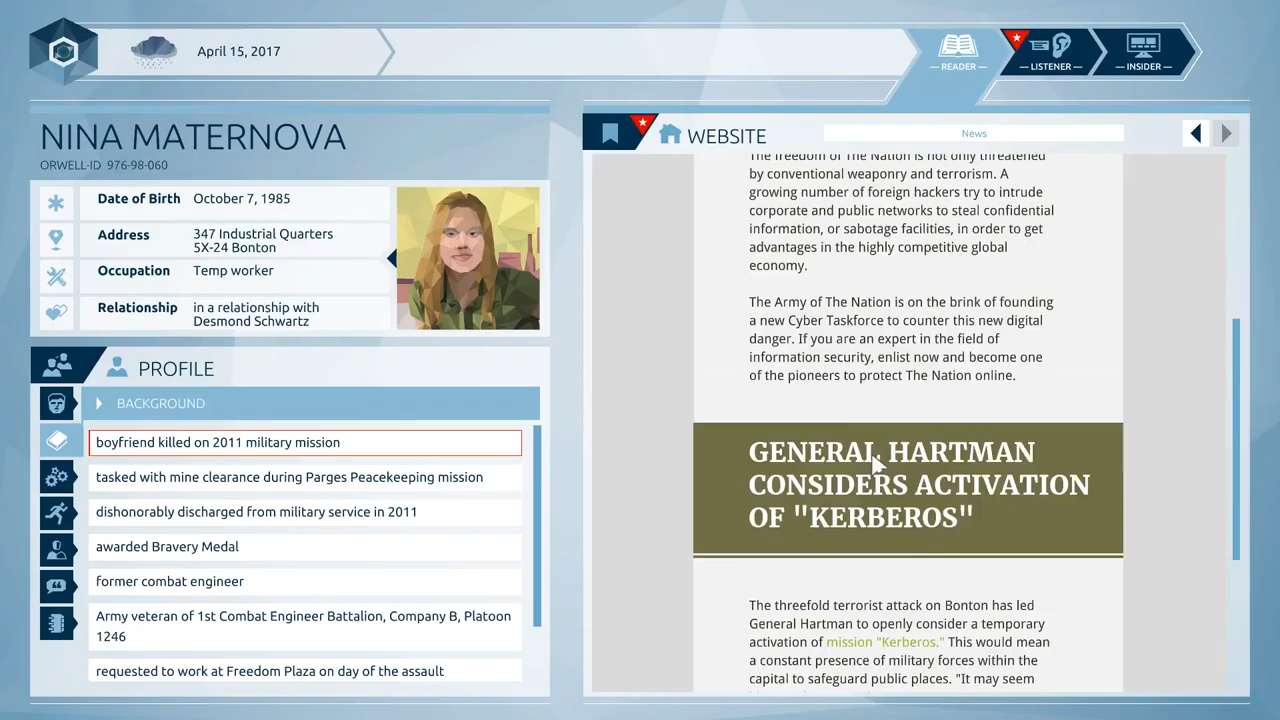 April 15, 2017
— READER —
— LISTENER —
— INSIDER —
NINA MATERNOVA
ORWELL-ID 976-98-060
Date of Birth October 7, 1985
Address 347 Industrial Quarters
5X-24 Bonton
Occupation Temp worker
Relationship in a relationship with
Desmond Schwartz
PROFILE
BACKGROUND
boyfriend killed on 2011 military mission
tasked with mine clearance during Parges Peacekeeping mission
dishonorably discharged from military service in 2011
awarded Bravery Medal
former combat engineer
Army veteran of 1st Combat Engineer Battalion, Company B, Platoon
1246
requested to work at Freedom Plaza on day of the assault
WEBSITE
News
The freedom of The Nation is not only threatened
by conventional weaponry and terrorism. A
growing number of foreign hackers try to intrude
corporate and public networks to steal confidential
information, or sabotage facilities, in order to get
advantages in the highly competitive global
economy.
The Army of The Nation is on the brink of founding
a new Cyber Taskforce to counter this new digital
danger. If you are an expert in the field of
information security, enlist now and become one
of the pioneers to protect The Nation online.
GENERAL HARTMAN
CONSIDERS ACTIVATION
OF "KERBEROS"
The threefold terrorist attack on Bonton has led
General Hartman to openly consider a temporary
activation of mission "Kerberos." This would mean
a constant presence of military forces within the
capital to safeguard public places. "It may seem